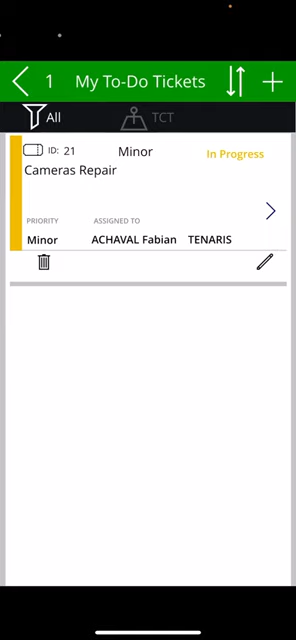 1 My To-Do Tickets
All TCT
ID: 21 Minor In Progress
Cameras Repair
PRIORITY ASSIGNED TO
Minor ACHAVAL Fabian TENARIS